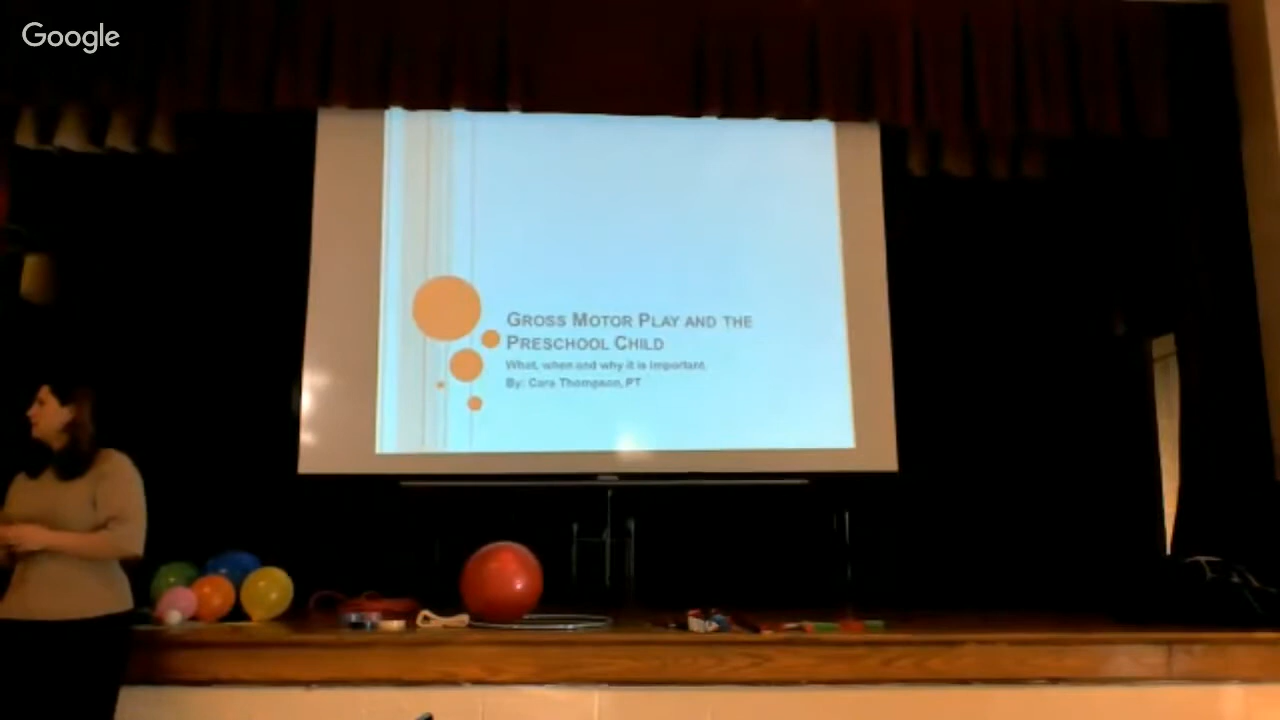 Google
GROSS MOTOR PLAY AND THE
PRESCHOOL CHILD
What, when and why it is important.
By: Cara Thompson, PT